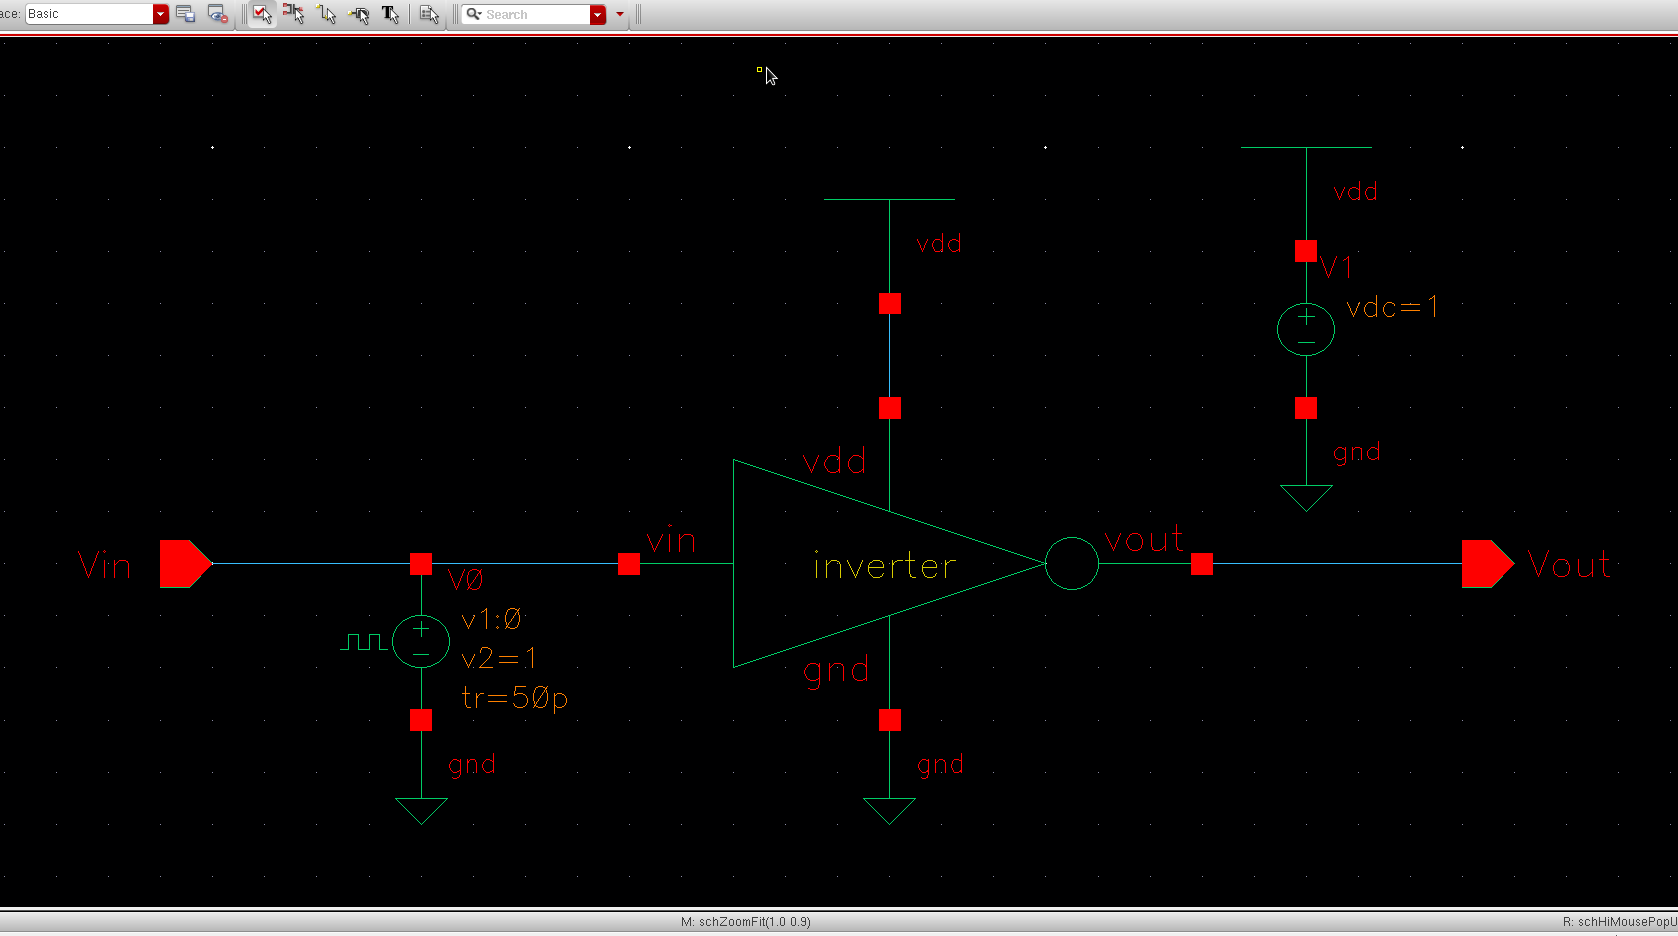 ace: Basic
Search
vdd
vdd
V1
vdc=1
gnd
vdd
vin
vout
Vin
inverter
Vout
V0
v1:0
v2=1
tr=50p
gnd
gnd
gnd
M: schZoomFit(1.0 0.9)
R: schHiMousePopU